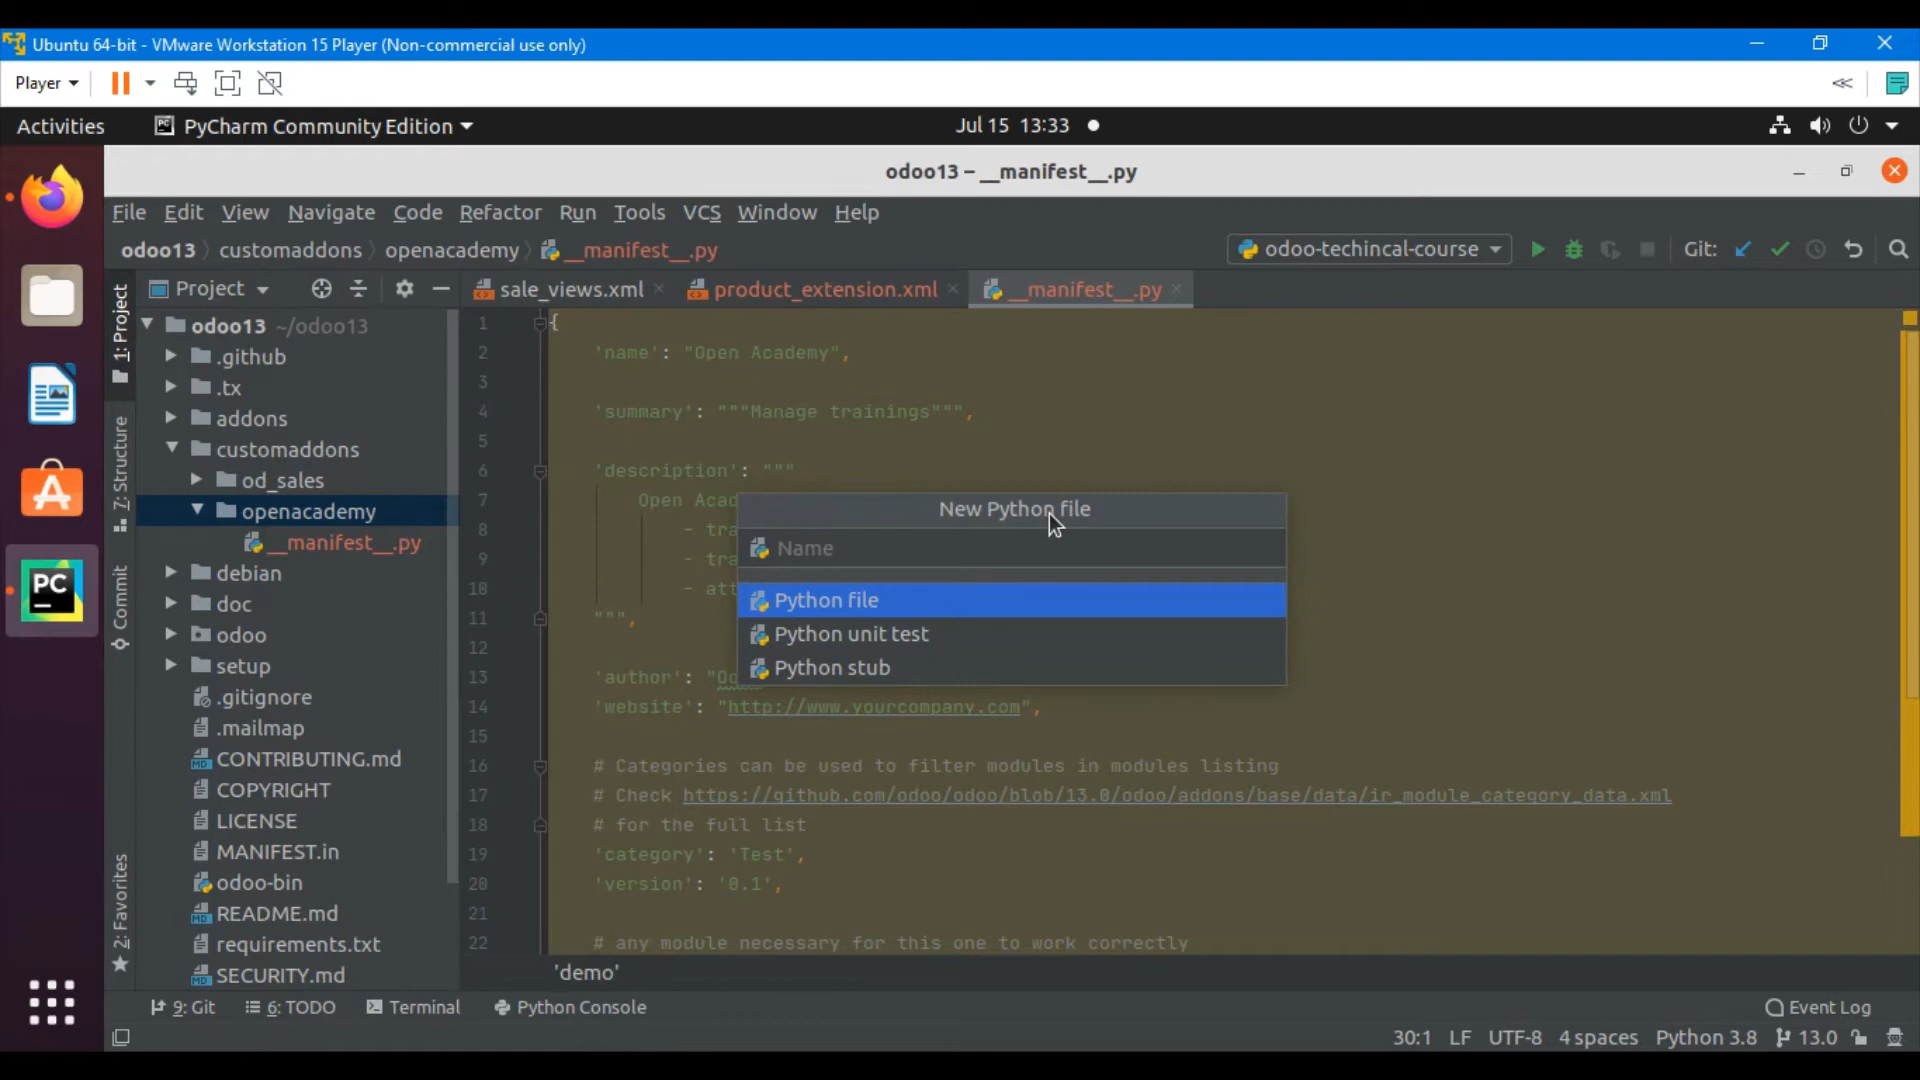 Ubuntu 64-bit - VMware Workstation 15 Player (Non-commercial use only)
Player
Activities
PyCharm Community Edition
Jul 15 13:33
odoo13 – __manifest__.py
File Edit View Navigate Code Refactor Run Tools VCS Window Help
odoo13 customaddons openacademy __manifest__.py
odoo-techincal-course
Git:
1: Project
7: Structure
Commit
2: Favorites
Project
sale_views.xml
product_extension.xml
__manifest__.py
odoo13 ~/odoo13
.github
.tx
addons
customaddons
od_sales
openacademy
__manifest__.py
debian
doc
odoo
setup
.gitignore
.mailmap
CONTRIBUTING.md
COPYRIGHT
LICENSE
MANIFEST.in
odoo-bin
README.md
requirements.txt
SECURITY.md
1 {
2 'name': "Open Academy",
3
4 'summary': """Manage trainings""",
5
6 'description': """
7 Open Acad
8 - tra
9 - tra
10 - att
11 """,
12
13 'author': "Od
14 'website': "http://www.yourcompany.com",
15
16 # Categories can be used to filter modules in modules listing
17 # Check https://github.com/odoo/odoo/blob/13.0/odoo/addons/base/data/ir_module_category_data.xml
18 # for the full list
19 'category': 'Test',
20 'version': '0.1',
21
22 # any module necessary for this one to work correctly
New Python file
Name
Python file
Python unit test
Python stub
'demo'
9: Git
6: TODO
Terminal
Python Console
Event Log
30:1 LF UTF-8 4 spaces Python 3.8 13.0
PC